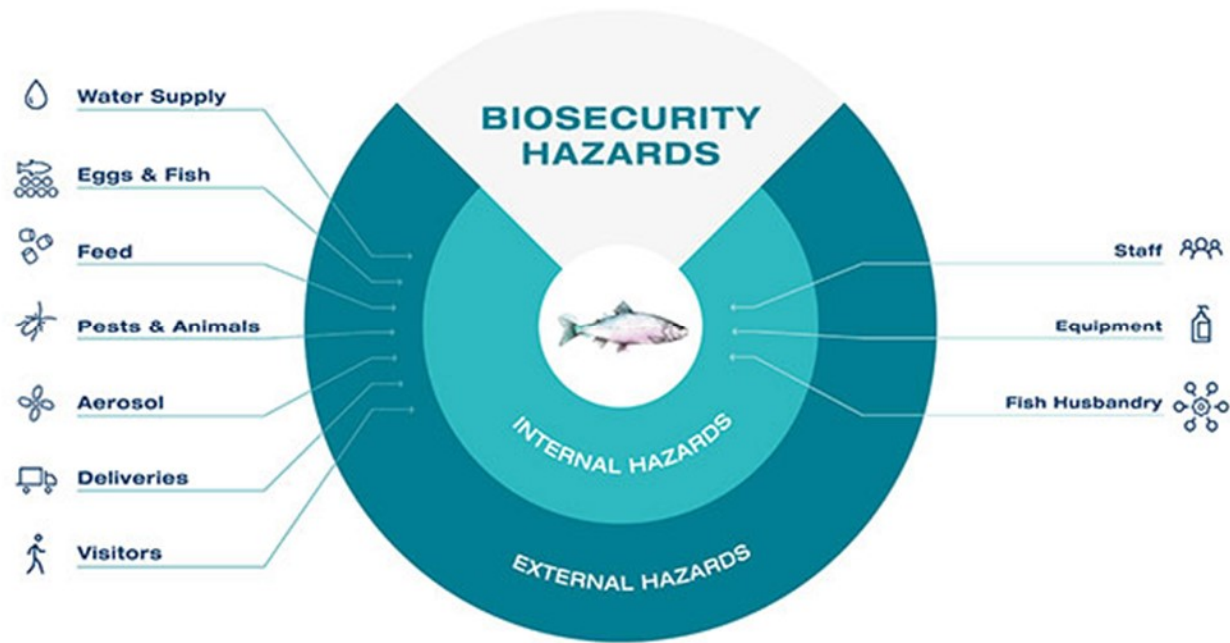 BIOSECURITY
HAZARDS
Water Supply
Eggs & Fish
Feed
Pests & Animals
Aerosol
Deliveries
Visitors
Staff
Equipment
Fish Husbandry
INTERNAL HAZARDS
EXTERNAL HAZARDS